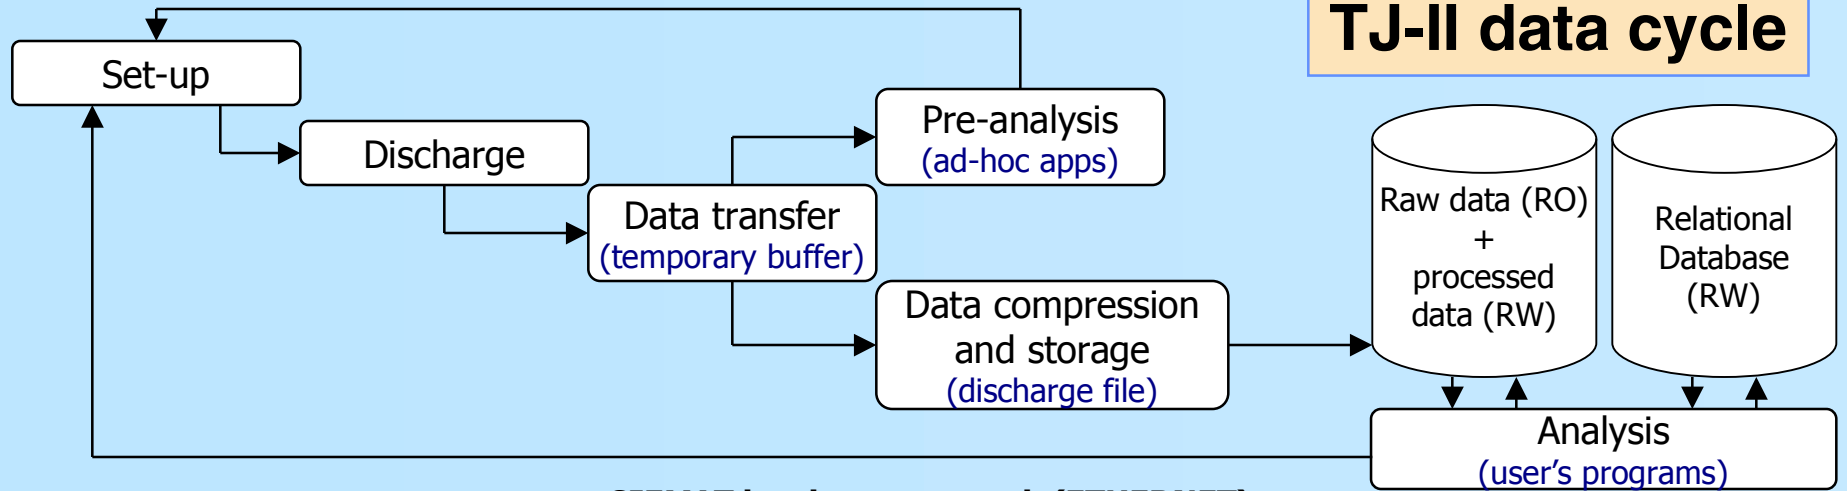 TJ-II data cycle
Set-up
Discharge
Pre-analysis
(ad-hoc apps)
Data transfer
(temporary buffer)
Data compression
and storage
(discharge file)
Raw data (RO)
+
processed
data (RW)
Relational
Database
(RW)
Analysis
(user’s programs)